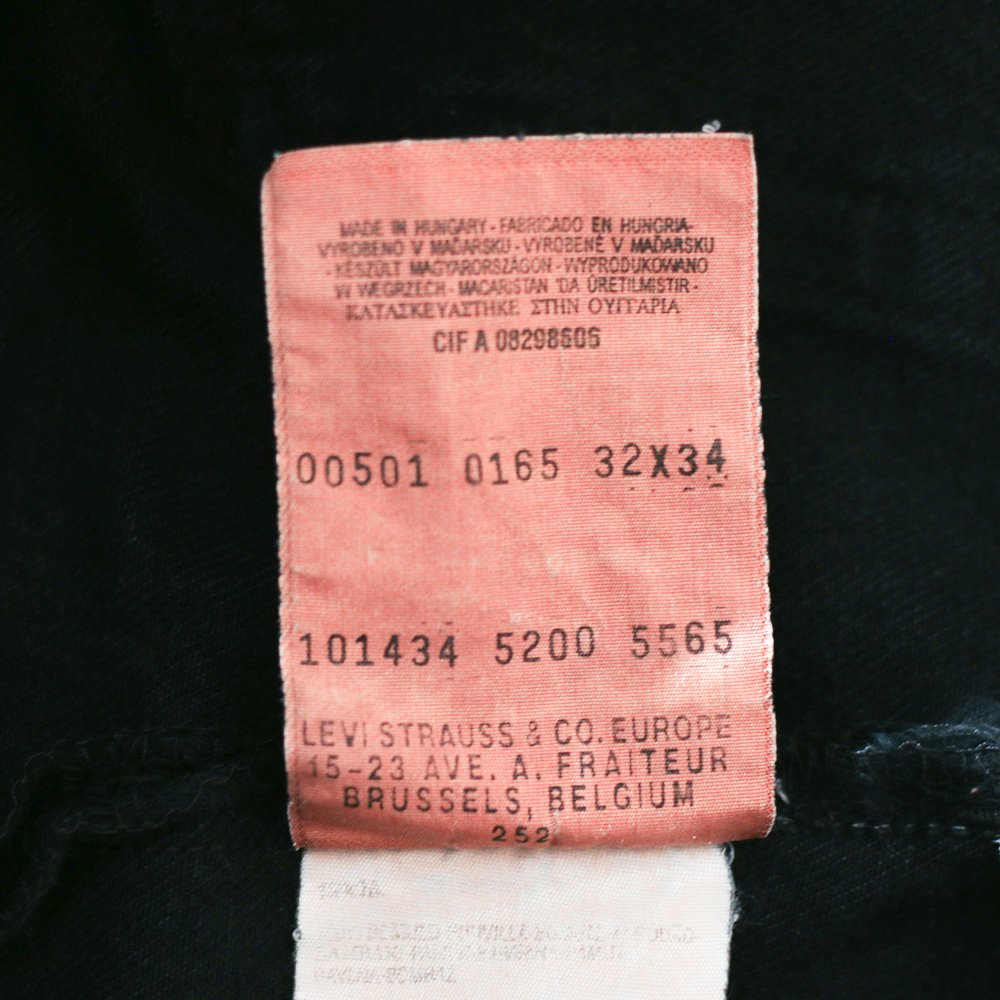 MADE IN HUNGARY - FABRICADO EN HUNGRIA-
VYROBENO V MAĎARSKU - VYROBENÉ V MAĎARSKU
- KÉSZÜLT MAGYARORSZÁGON - WYPRODUKOWANO
W WEGRZECH - MACARISTAN 'DA ÜRETILMISTIR -
ΚΑΤΑΣΚΕΥΑΣΤΗΚΕ ΣΤΗΝ ΟΥΓΓΑΡΙΑ
CIF A 08298606
00501 0165 32X34
101434 5200 5565
LEVI STRAUSS & CO. EUROPE
15-23 AVE. A. FRAITEUR
BRUSSELS, BELGIUM
252